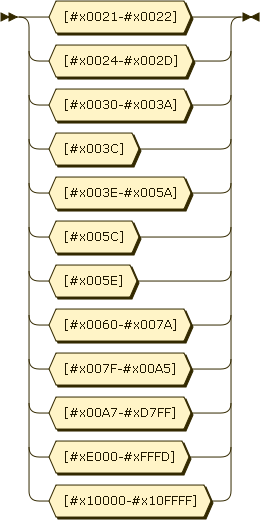 [#x0021-#x0022]
[#x0024-#x002D]
[#x0030-#x003A]
[#x003C]
[#x003E-#x005A]
[#x005C]
[#x005E]
[#x0060-#x007A]
[#x007F-#x00A5]
[#x00A7-#xD7FF]
[#xE000-#xFFFD]
[#x10000-#x10FFFF]